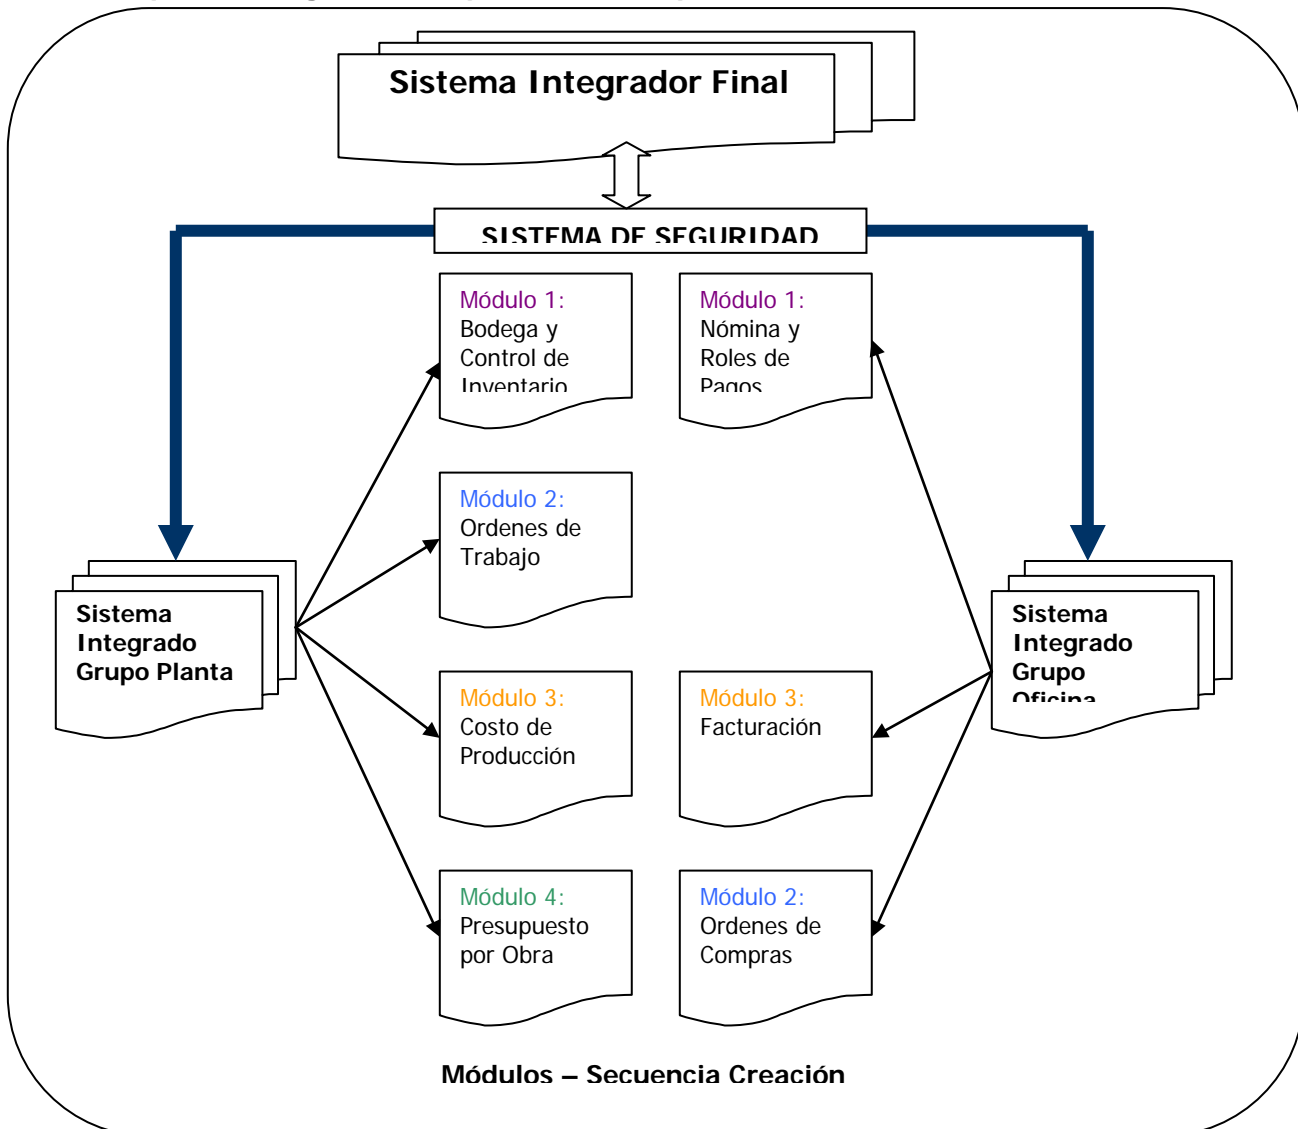 Sistema Integrador Final
SISTEMA DE SEGURIDAD
Módulo 1:
Bodega y
Control de
Inventario
Módulo 1:
Nómina y
Roles de
Pagos
Módulo 2:
Ordenes de
Trabajo
Sistema
Integrado
Grupo Planta
Sistema
Integrado
Grupo
Oficina
Módulo 3:
Costo de
Producción
Módulo 3:
Facturación
Módulo 4:
Presupuesto
por Obra
Módulo 2:
Ordenes de
Compras
Módulos – Secuencia Creación